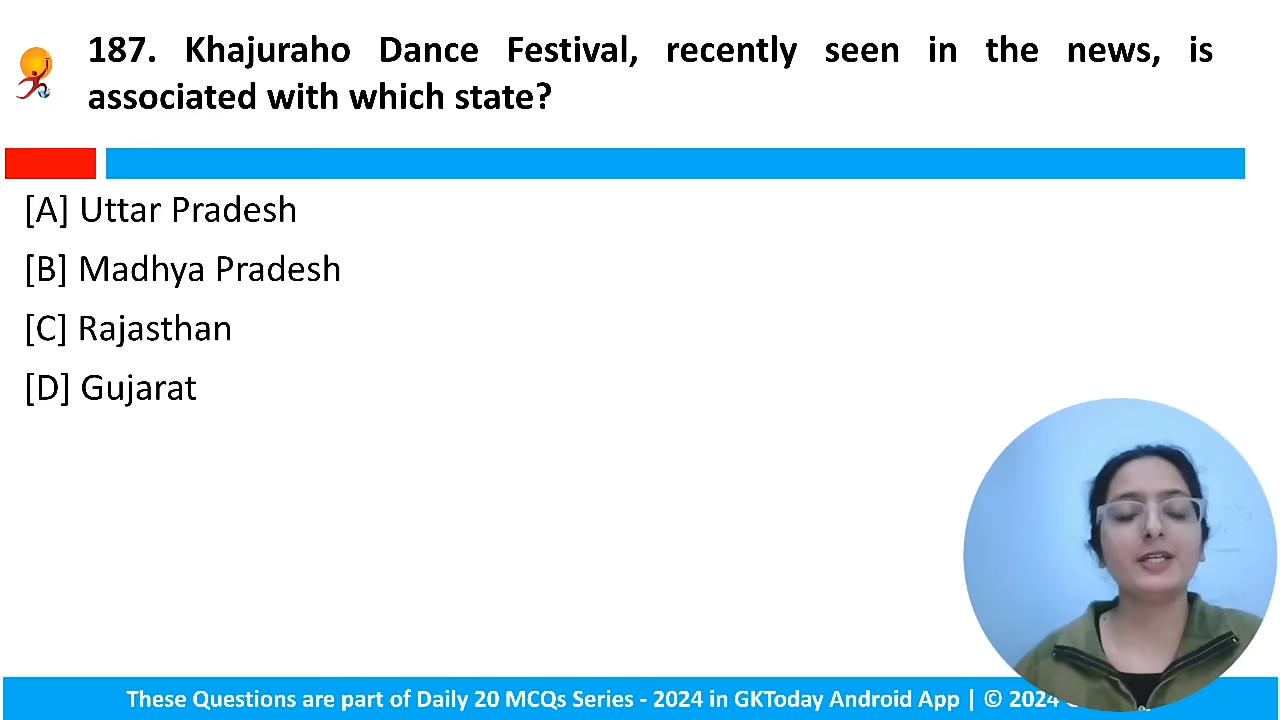 187. Khajuraho Dance Festival, recently seen in the news, is
associated with which state?
[A] Uttar Pradesh
[B] Madhya Pradesh
[C] Rajasthan
[D] Gujarat
These Questions are part of Daily 20 MCQs Series - 2024 in GKToday Android App | © 2024